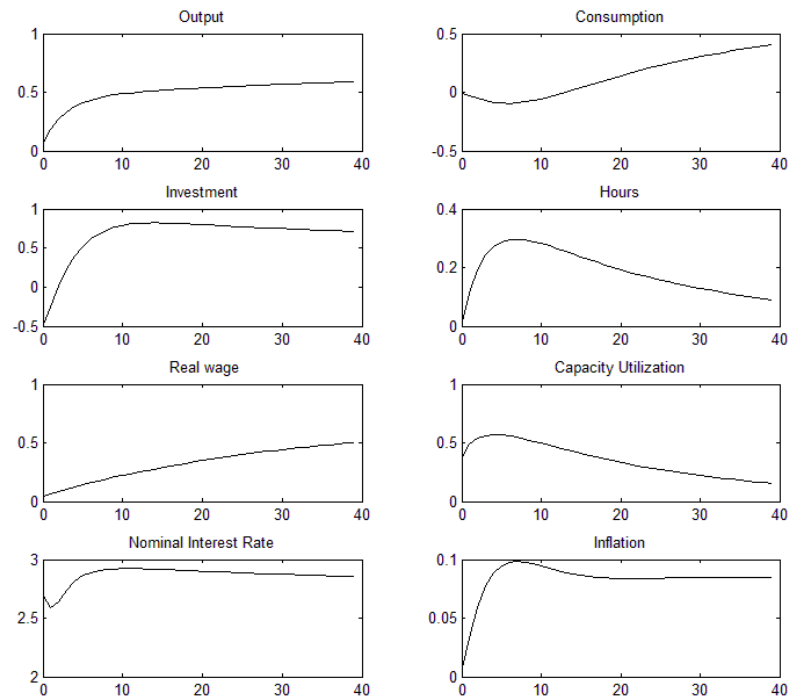 Output
1
0.5
0
0 10 20 30 40
Consumption
0.5
0
-0.5
0 10 20 30 40
Investment
1
0.5
0
-0.5
0 10 20 30 40
Hours
0.4
0.2
0
0 10 20 30 40
Real wage
1
0.5
0
0 10 20 30 40
Capacity Utilization
1
0.5
0
0 10 20 30 40
Nominal Interest Rate
3
2.5
2
0 10 20 30 40
Inflation
0.1
0.05
0
0 10 20 30 40